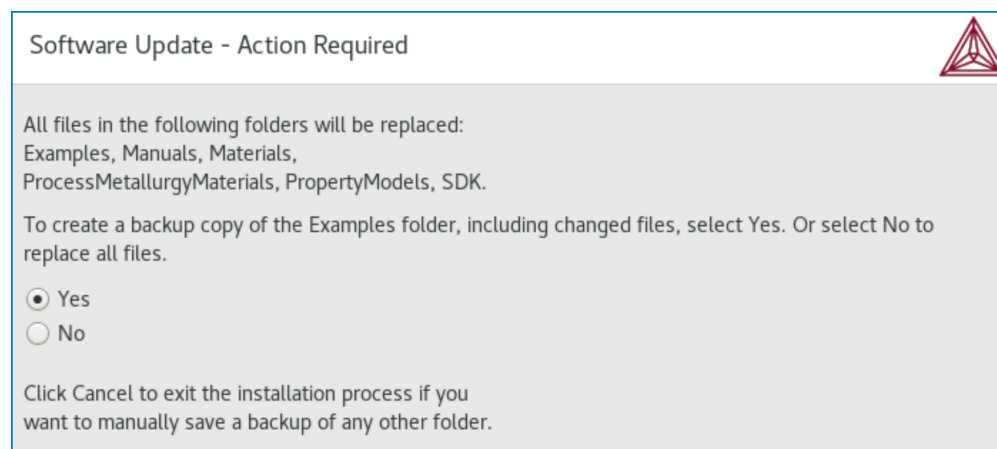 Software Update - Action Required
All files in the following folders will be replaced:
Examples, Manuals, Materials,
ProcessMetallurgyMaterials, PropertyModels, SDK.
To create a backup copy of the Examples folder, including changed files, select Yes. Or select No to
replace all files.
Yes
No
Click Cancel to exit the installation process if you
want to manually save a backup of any other folder.